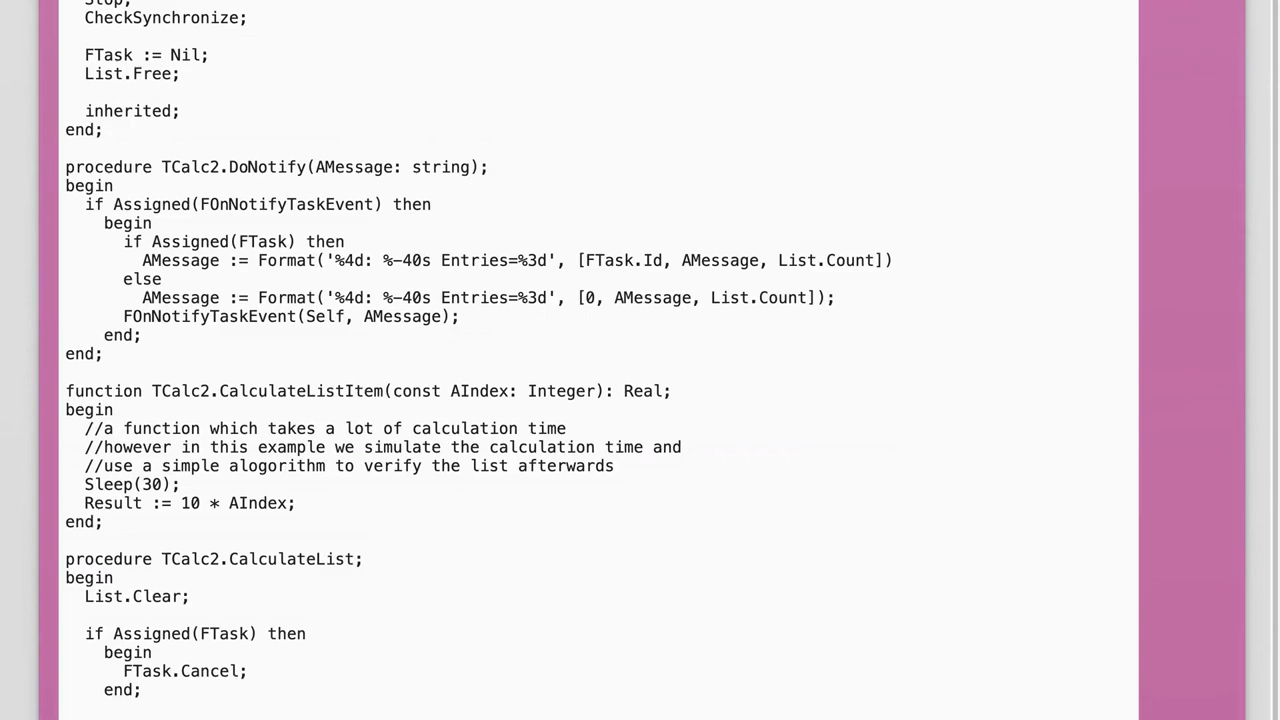 Stop;
CheckSynchronize;
FTask := Nil;
List.Free;
inherited;
end;
procedure TCalc2.DoNotify(AMessage: string);
begin
if Assigned(FOnNotifyTaskEvent) then
begin
if Assigned(FTask) then
AMessage := Format('%4d: %-40s Entries=%3d', [FTask.Id, AMessage, List.Count])
else
AMessage := Format('%4d: %-40s Entries=%3d', [0, AMessage, List.Count]);
FOnNotifyTaskEvent(Self, AMessage);
end;
end;
function TCalc2.CalculateListItem(const AIndex: Integer): Real;
begin
//a function which takes a lot of calculation time
//however in this example we simulate the calculation time and
//use a simple alogorithm to verify the list afterwards
Sleep(30);
Result := 10 * AIndex;
end;
procedure TCalc2.CalculateList;
begin
List.Clear;
if Assigned(FTask) then
begin
FTask.Cancel;
end;